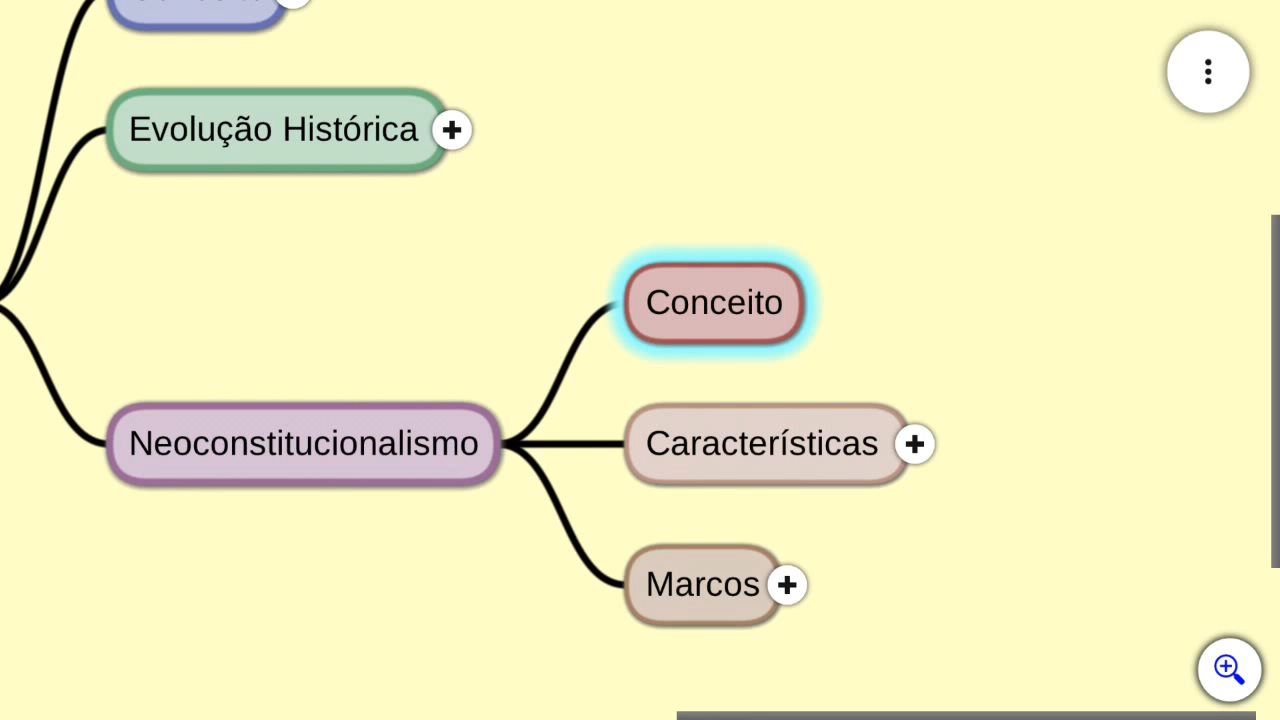 Evolução Histórica
Conceito
Neoconstitucionalismo
Características
Marcos